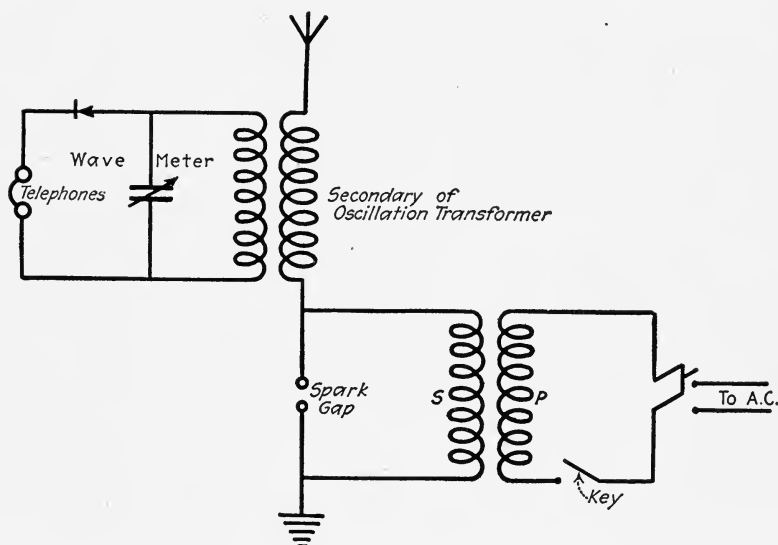 Wave Meter
Telephones
Secondary of
Oscillation Transformer
Spark
Gap
S P
To A.C.
Key